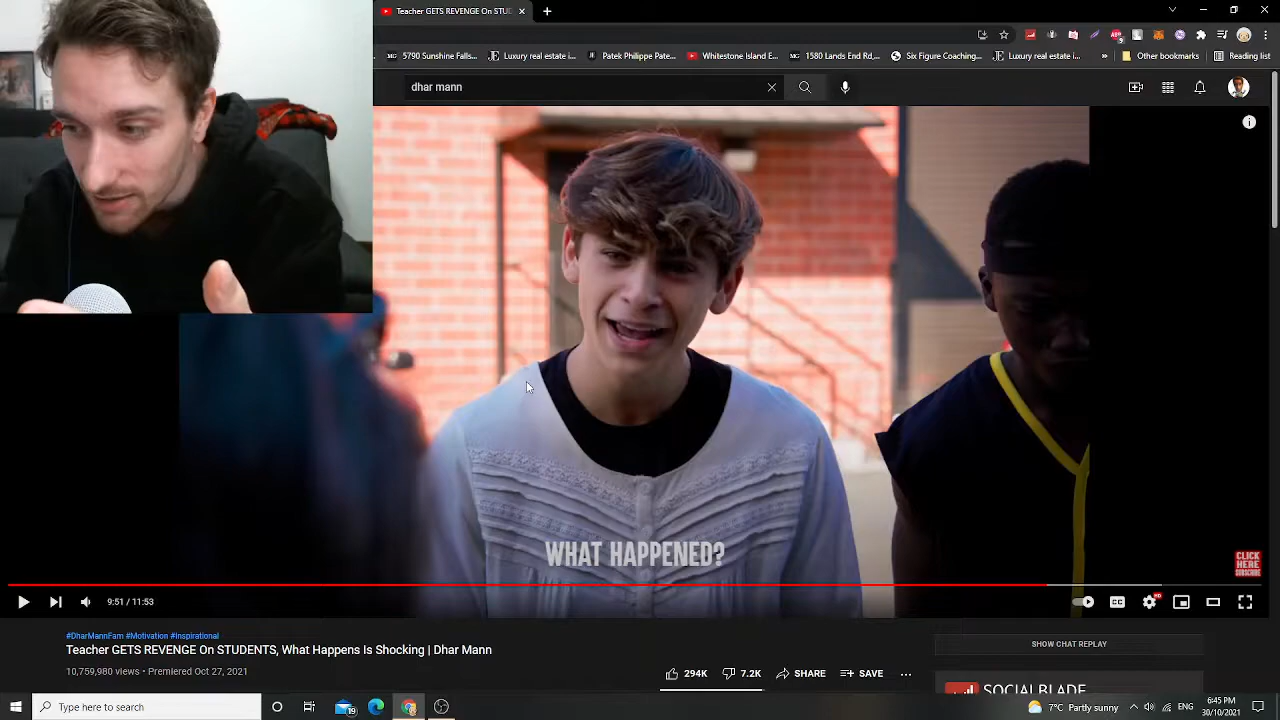 Teacher GETS REVENGE On STUD
5790 Sunshine Falls...
Luxury real estate i...
Patek Philippe Pate...
Whitestone Island E...
1580 Lands End Rd...
Six Figure Coaching...
Luxury real estate i...
Other bookmarks
Reading list
dhar mann
WHAT HAPPENED?
CLICK
HERE
SUBSCRIBE
9:51 / 11:53
HD
#DharMannFam #Motivation #Inspirational
Teacher GETS REVENGE On STUDENTS, What Happens Is Shocking | Dhar Mann
10,759,980 views • Premiered Oct 27, 2021
294K
7.2K
SHARE
SAVE
SHOW CHAT REPLAY
SOCIALBLADE
Type here to search
19
7°C Partly sunny
ENG
6:45 PM
30/10/2021